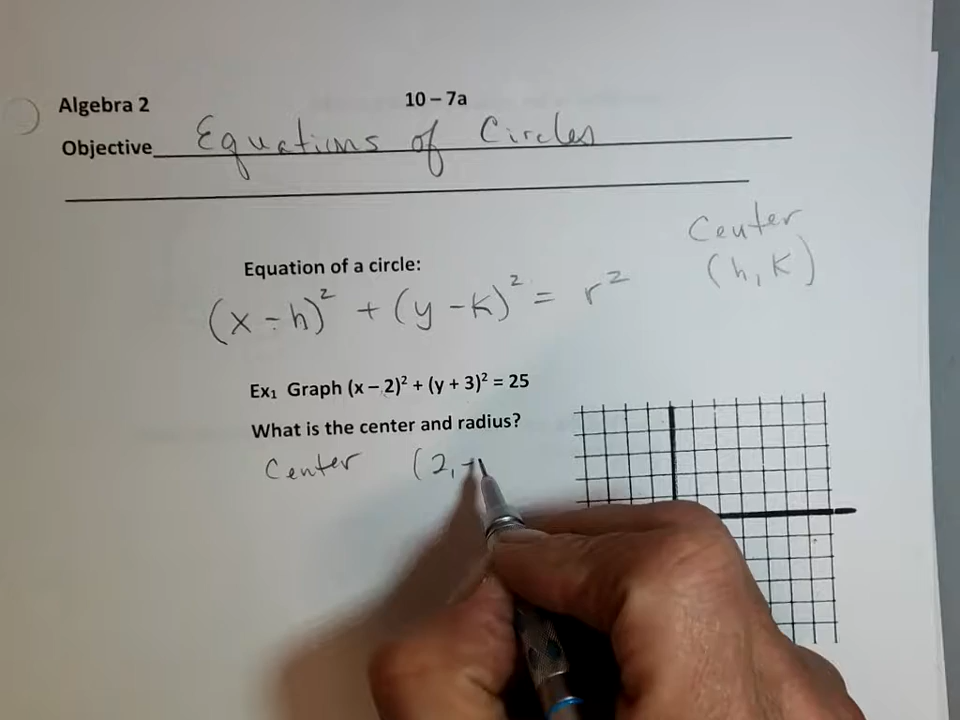 Algebra 2 10 – 7a
Objective Equations of Circles
Center
(h, k)
Equation of a circle:
(x - h)² + (y - k)² = r²
Ex₁ Graph (x – 2)² + (y + 3)² = 25
What is the center and radius?
Center (2, -